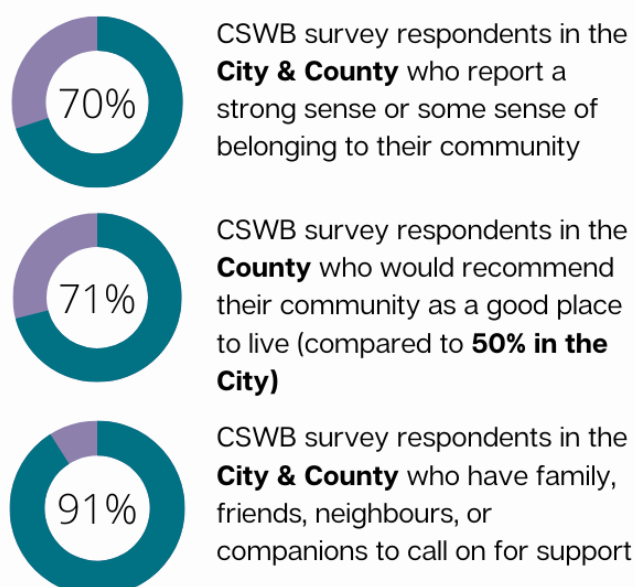 70%
CSWB survey respondents in the
City & County who report a
strong sense or some sense of
belonging to their community
71%
CSWB survey respondents in the
County who would recommend
their community as a good place
to live (compared to 50% in the
City)
91%
CSWB survey respondents in the
City & County who have family,
friends, neighbours, or
companions to call on for support